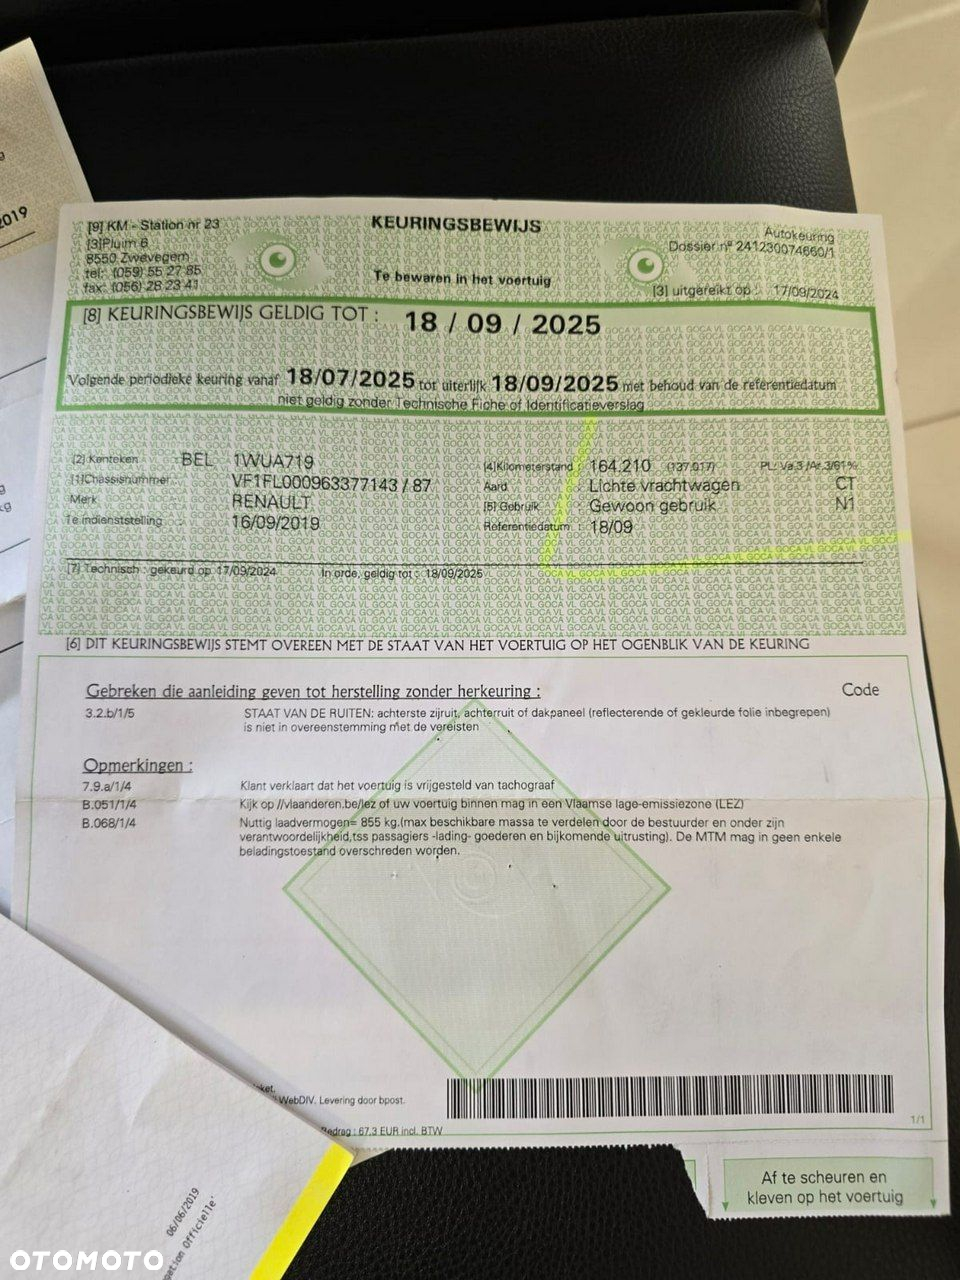 2019
[9] KM - Station nr 23
[3]Pluim 6
8550 Zwevegem
tel: (059) 55 27 85
fax: (056) 28 23 41
KEURINGSBEWIJS
Te bewaren in het voertuig
Autokeuring
Dossier nº 241230074660/1
[3] uitgereikt op : 17/09/2024
[8] KEURINGSBEWIJS GELDIG TOT : 18 / 09 / 2025
Volgende periodieke keuring vanaf 18/07/2025 tot uiterlijk 18/09/2025 met behoud van de referentiedatum
niet geldig zonder Technische Fiche of Identificatieverslag
[2] Kenteken : BEL 1WUA719
[1]Chassisnummer : VF1FL000963377143 / 87
Merk : RENAULT
1e indienststelling : 16/09/2019
[4]Kilometerstand : 164.210 (137.017) PL: Va.3 /Ar.3/61%
Aard : Lichte vrachtwagen CT
[5] Gebruik : Gewoon gebruik N1
Referentiedatum : 18/09
[7] Technisch : gekeurd op 17/09/2024 In orde, geldig tot : 18/09/2025
[6] DIT KEURINGSBEWIJS STEMT OVEREEN MET DE STAAT VAN HET VOERTUIG OP HET OGENBLIK VAN DE KEURING
Gebreken die aanleiding geven tot herstelling zonder herkeuring : Code
3.2.b/1/5 STAAT VAN DE RUITEN: achterste zijruit, achterruit of dakpaneel (reflecterende of gekleurde folie inbegrepen)
is niet in overeenstemming met de vereisten
Opmerkingen :
7.9.a/1/4 Klant verklaart dat het voertuig is vrijgesteld van tachograaf
B.051/1/4 Kijk op //vlaanderen.be/lez of uw voertuig binnen mag in een Vlaamse lage-emissiezone (LEZ)
B.068/1/4 Nuttig laadvermogen= 855 kg.(max beschikbare massa te verdelen door de bestuurder en onder zijn
verantwoordelijkheid,tss passagiers -lading- goederen en bijkomende uitrusting). De MTM mag in geen enkele
beladingstoestand overschreden worden.
WebDIV. Levering door bpost.
Bedrag : 67.3 EUR incl. BTW
1/1
Af te scheuren en
kleven op het voertuig
06/06/2019
Officielle'
OTOMOTO